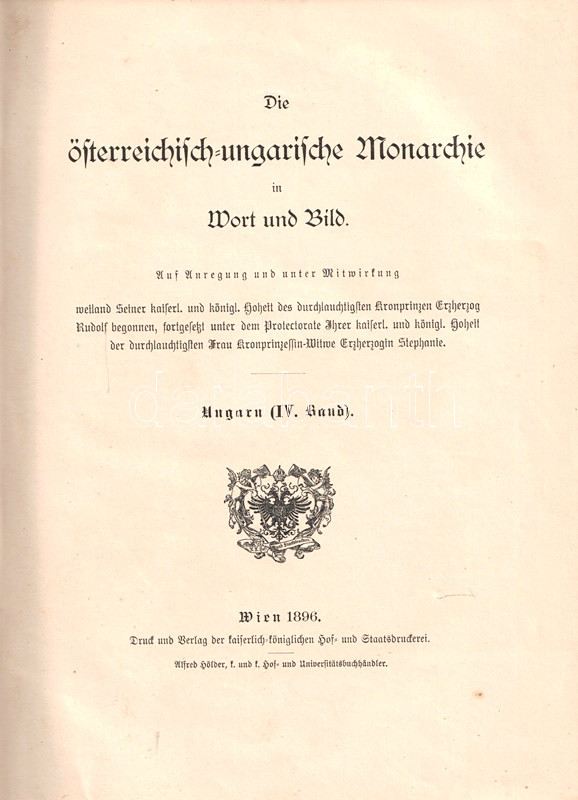 Die
österreichisch-ungarische Monarchie
in
Wort und Bild.
Auf Anregung und unter Mitwirkung
weiland Seiner kaiserl. und königl. Hoheit des durchlauchtigsten Kronprinzen Erzherzog
Rudolf begonnen, fortgesetzt unter dem Protectorate Ihrer kaiserl. und königl. Hoheit
der durchlauchtigsten Frau Kronprinzessin-Witwe Erzherzogin Stephanie.
darabanth
Ungarn (IV. Band).
Wien 1896.
Druck und Verlag der kaiserlich-königlichen Hof- und Staatsdruckerei.
Alfred Hölder, k. und k. Hof- und Universitätsbuchhändler.